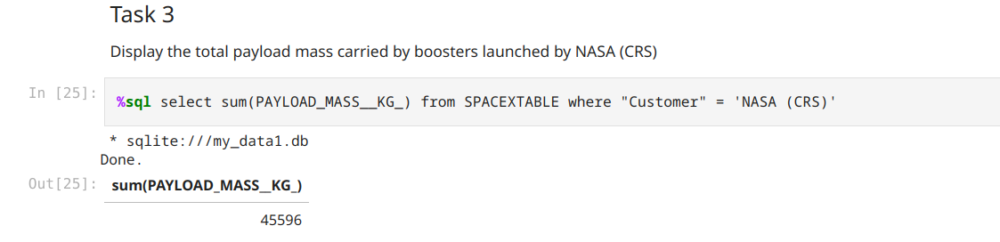 Task 3
Display the total payload mass carried by boosters launched by NASA (CRS)
In [25]: %sql select sum(PAYLOAD_MASS__KG_) from SPACEXTABLE where "Customer" = 'NASA (CRS)'
* sqlite:///my_data1.db
Done.
Out[25]: sum(PAYLOAD_MASS__KG_)
45596